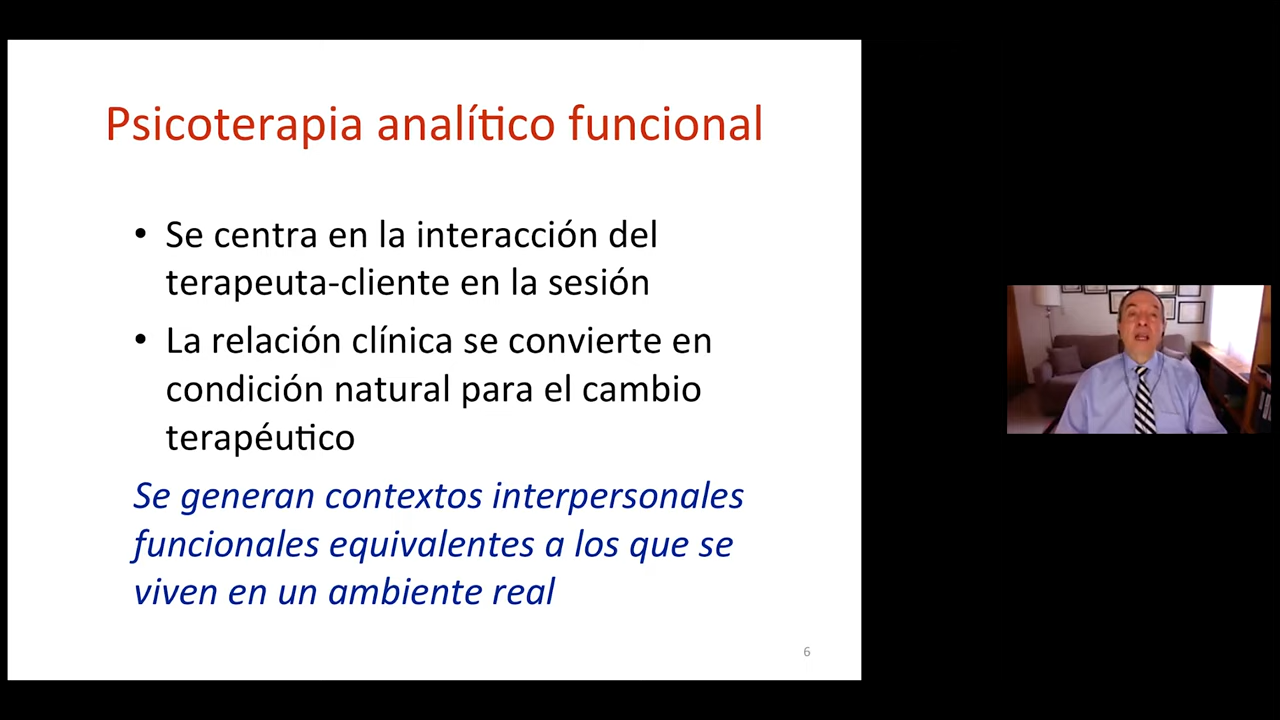 Psicoterapia analítico funcional
• Se centra en la interacción del
terapeuta-cliente en la sesión
• La relación clínica se convierte en
condición natural para el cambio
terapéutico
Se generan contextos interpersonales
funcionales equivalentes a los que se
viven en un ambiente real
6